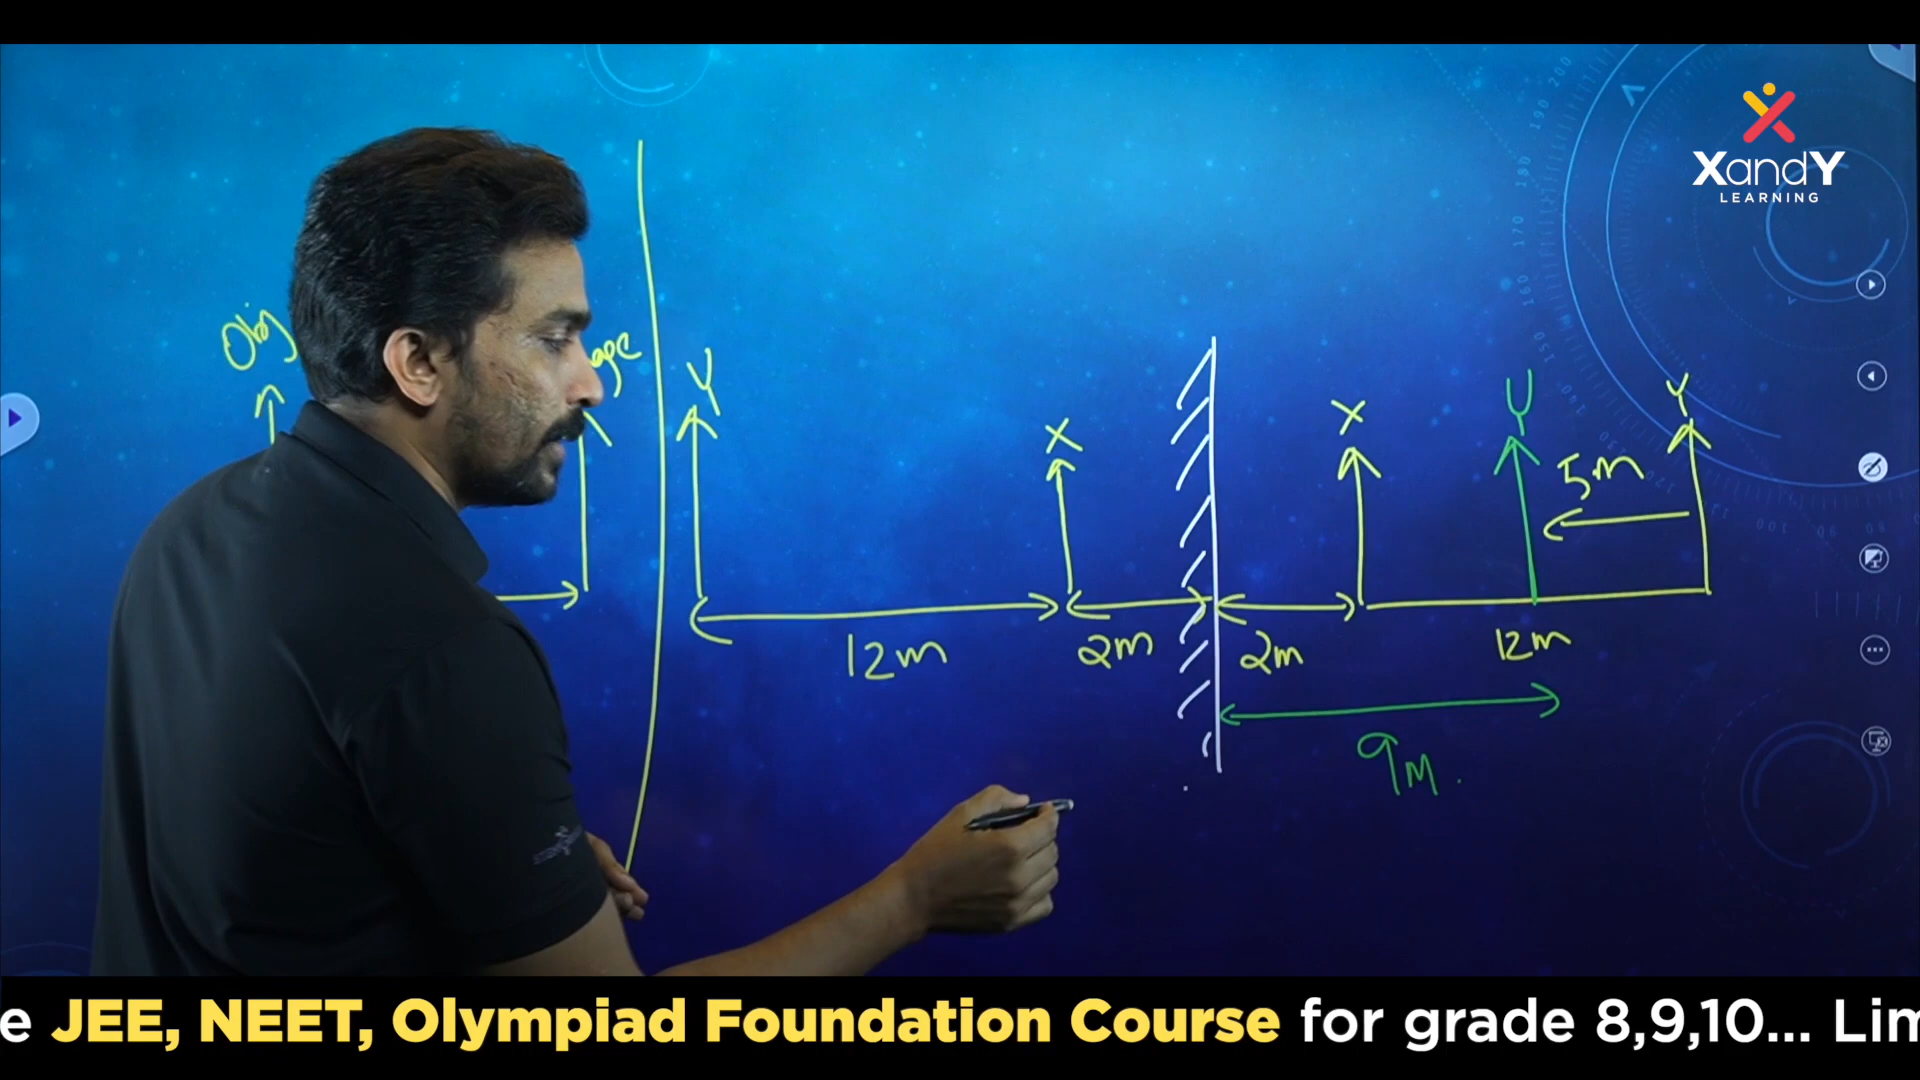 XandY
LEARNING
Obj
Y
X
X
Y
Y
5m
12m
2m
2m
12m
9m.
e JEE, NEET, Olympiad Foundation Course for grade 8,9,10... Lim